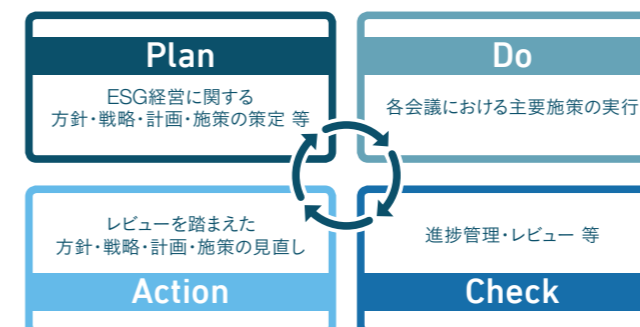 Plan
ESG経営に関する
方針・戦略・計画・施策の策定 等
Do
各会議における主要施策の実行
レビューを踏まえた
方針・戦略・計画・施策の見直し
Action
進捗管理・レビュー 等
Check